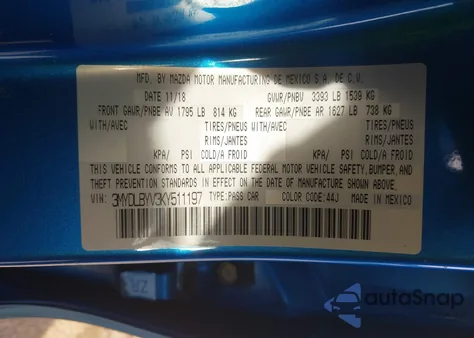 MFD. BY MAZDA MOTOR MANUFACTURING DE MEXICO S.A. DE C.V.
DATE 11/18 GVWR/PNBV 3393 LB 1539 KG
FRONT GAWR/PNBE AV 1795 LB 814 KG REAR GAWR/PNBE AR 1627 LB 738 KG
WITH/AVEC TIRES/PNEUS WITH/AVEC TIRES/PNEUS
RIMS/JANTES RIMS/JANTES
KPA/ PSI COLD/A FROID KPA/ PSI COLD/A FROID
THIS VEHICLE CONFORMS TO ALL APPLICABLE FEDERAL MOTOR VEHICLE SAFETY, BUMPER, AND
THEFT PREVENTION STANDARDS IN EFFECT ON THE DATE OF MANUFACTURE SHOWN ABOVE.
VIN: 3MYDLBYV3KY511197 TYPE:PASS CAR COLOR CODE:44J MADE IN MEXICO
autoSnap